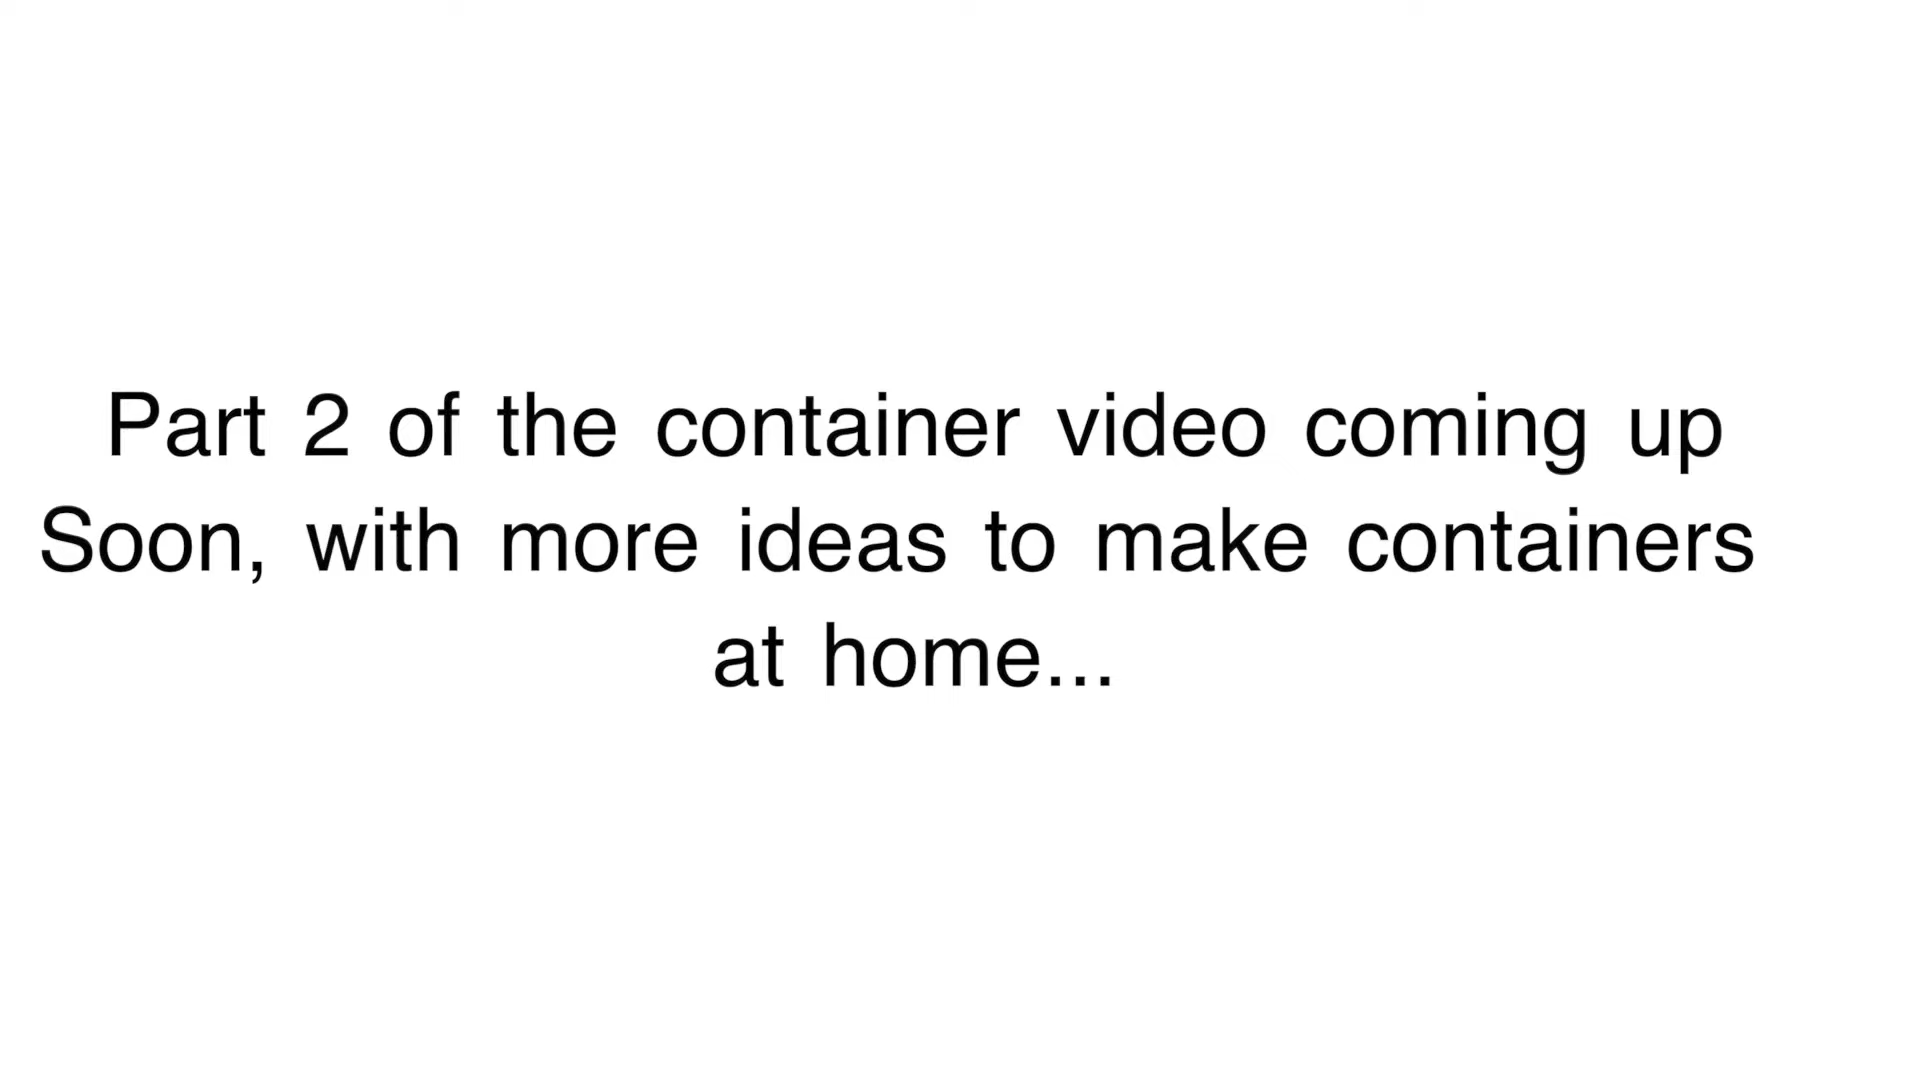 Part 2 of the container video coming up
Soon, with more ideas to make containers
at home...